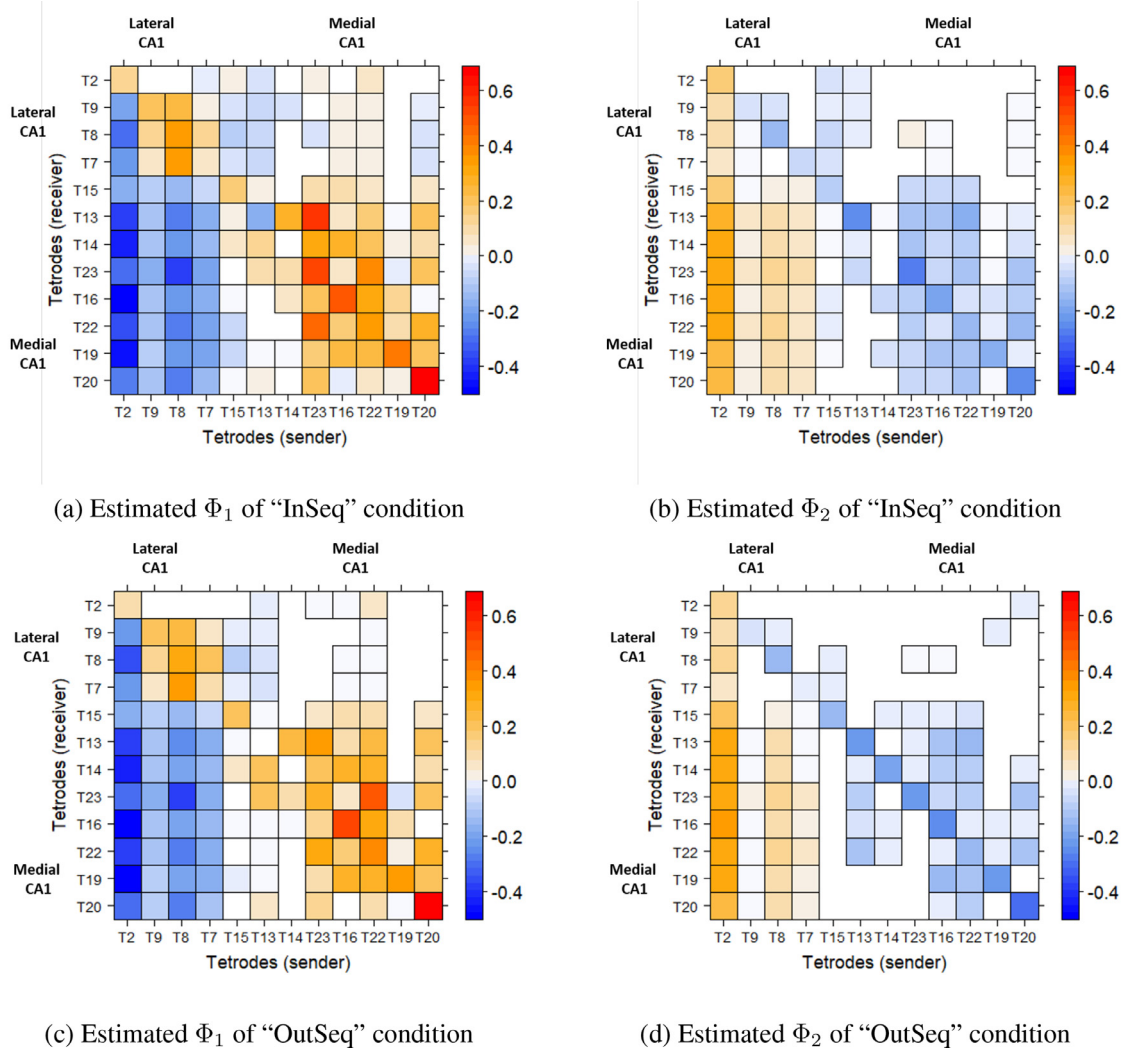 Lateral
CA1
Medial
CA1
Lateral
CA1
Medial
CA1
Tetrodes (receiver)
T2
T9
T8
T7
T15
T13
T14
T23
T16
T22
T19
T20
T2 T9 T8 T7 T15 T13 T14 T23 T16 T22 T19 T20
Tetrodes (sender)
0.6
0.4
0.2
0.0
-0.2
-0.4
(a) Estimated Φ₁ of “InSeq” condition
Lateral
CA1
Medial
CA1
Lateral
CA1
Medial
CA1
Tetrodes (receiver)
T2
T9
T8
T7
T15
T13
T14
T23
T16
T22
T19
T20
T2 T9 T8 T7 T15 T13 T14 T23 T16 T22 T19 T20
Tetrodes (sender)
0.6
0.4
0.2
0.0
-0.2
-0.4
(b) Estimated Φ₂ of “InSeq” condition
Lateral
CA1
Medial
CA1
Lateral
CA1
Medial
CA1
Tetrodes (receiver)
T2
T9
T8
T7
T15
T13
T14
T23
T16
T22
T19
T20
T2 T9 T8 T7 T15 T13 T14 T23 T16 T22 T19 T20
Tetrodes (sender)
0.6
0.4
0.2
0.0
-0.2
-0.4
(c) Estimated Φ₁ of “OutSeq” condition
Lateral
CA1
Medial
CA1
Lateral
CA1
Medial
CA1
Tetrodes (receiver)
T2
T9
T8
T7
T15
T13
T14
T23
T16
T22
T19
T20
T2 T9 T8 T7 T15 T13 T14 T23 T16 T22 T19 T20
Tetrodes (sender)
0.6
0.4
0.2
0.0
-0.2
-0.4
(d) Estimated Φ₂ of “OutSeq” condition